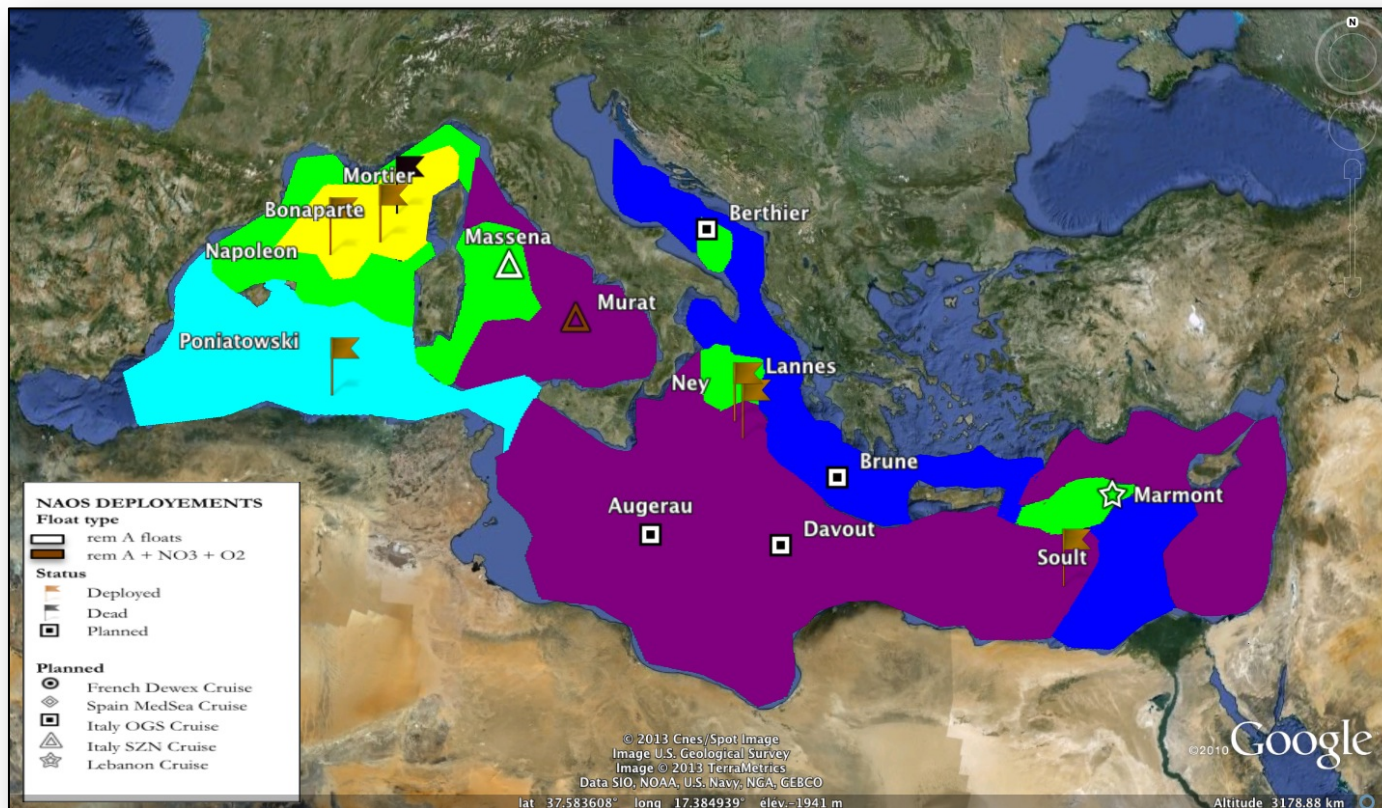 N
Mortier
Bonaparte
Berthier
Napoleon
Massena
Murat
Poniatowski
Lannes
Ney
Brune
Marmont
Augerau
Davout
Soult
NAOS DEPLOYEMENTS
Float type
rem A floats
rem A + NO3 + O2
Status
Deployed
Dead
Planned
Planned
French Dewex Cruise
Spain MedSea Cruise
Italy OGS Cruise
Italy SZN Cruise
Lebanon Cruise
© 2013 Cnes/Spot Image
Image U.S. Geological Survey
Image © 2013 TerraMetrics
Data SIO, NOAA, U.S. Navy, NGA, GEBCO
©2010 Google
lat 37.583608° long 17.384939° elev.-1941 m
Altitude 3178.88 km